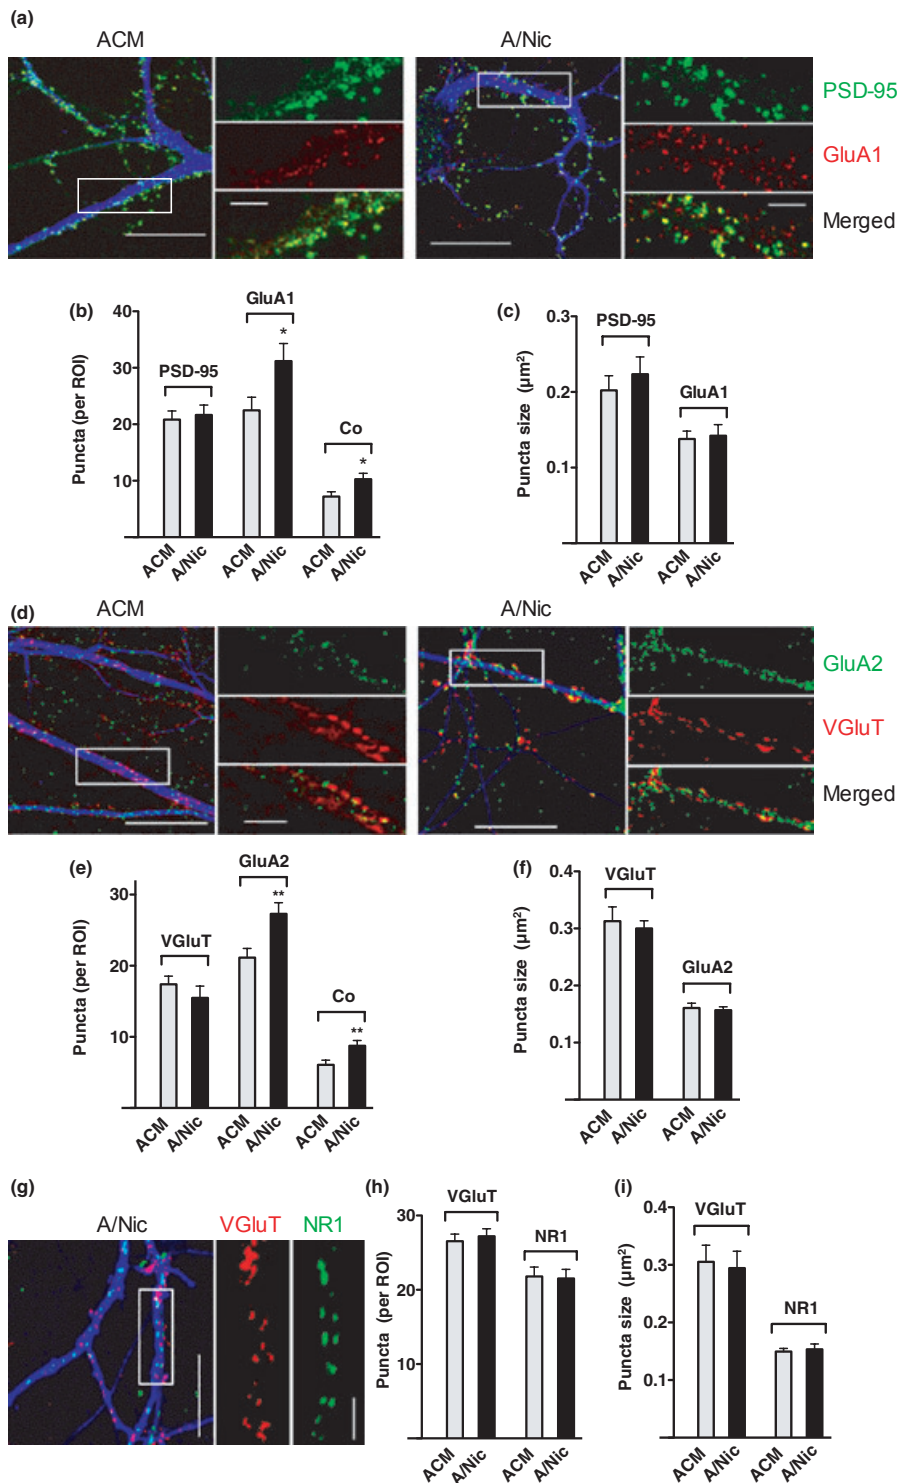 (a)
ACM
A/Nic
PSD-95
GluA1
Merged
(b)
Puncta (per ROI)
40
30
20
10
PSD-95
GluA1
*
Co
*
ACM
A/Nic
ACM
A/Nic
ACM
A/Nic
(c)
Puncta size (µm²)
0.3
0.2
0.1
PSD-95
GluA1
ACM
A/Nic
ACM
A/Nic
(d)
ACM
A/Nic
GluA2
VGluT
Merged
(e)
Puncta (per ROI)
30
20
10
VGluT
GluA2
**
Co
**
ACM
A/Nic
ACM
A/Nic
ACM
A/Nic
(f)
Puncta size (µm²)
0.4
0.3
0.2
0.1
VGluT
GluA2
ACM
A/Nic
ACM
A/Nic
(g)
A/Nic
VGluT
NR1
(h)
Puncta (per ROI)
30
20
10
VGluT
NR1
ACM
A/Nic
ACM
A/Nic
(i)
Puncta size (µm²)
0.4
0.3
0.2
0.1
VGluT
NR1
ACM
A/Nic
ACM
A/Nic